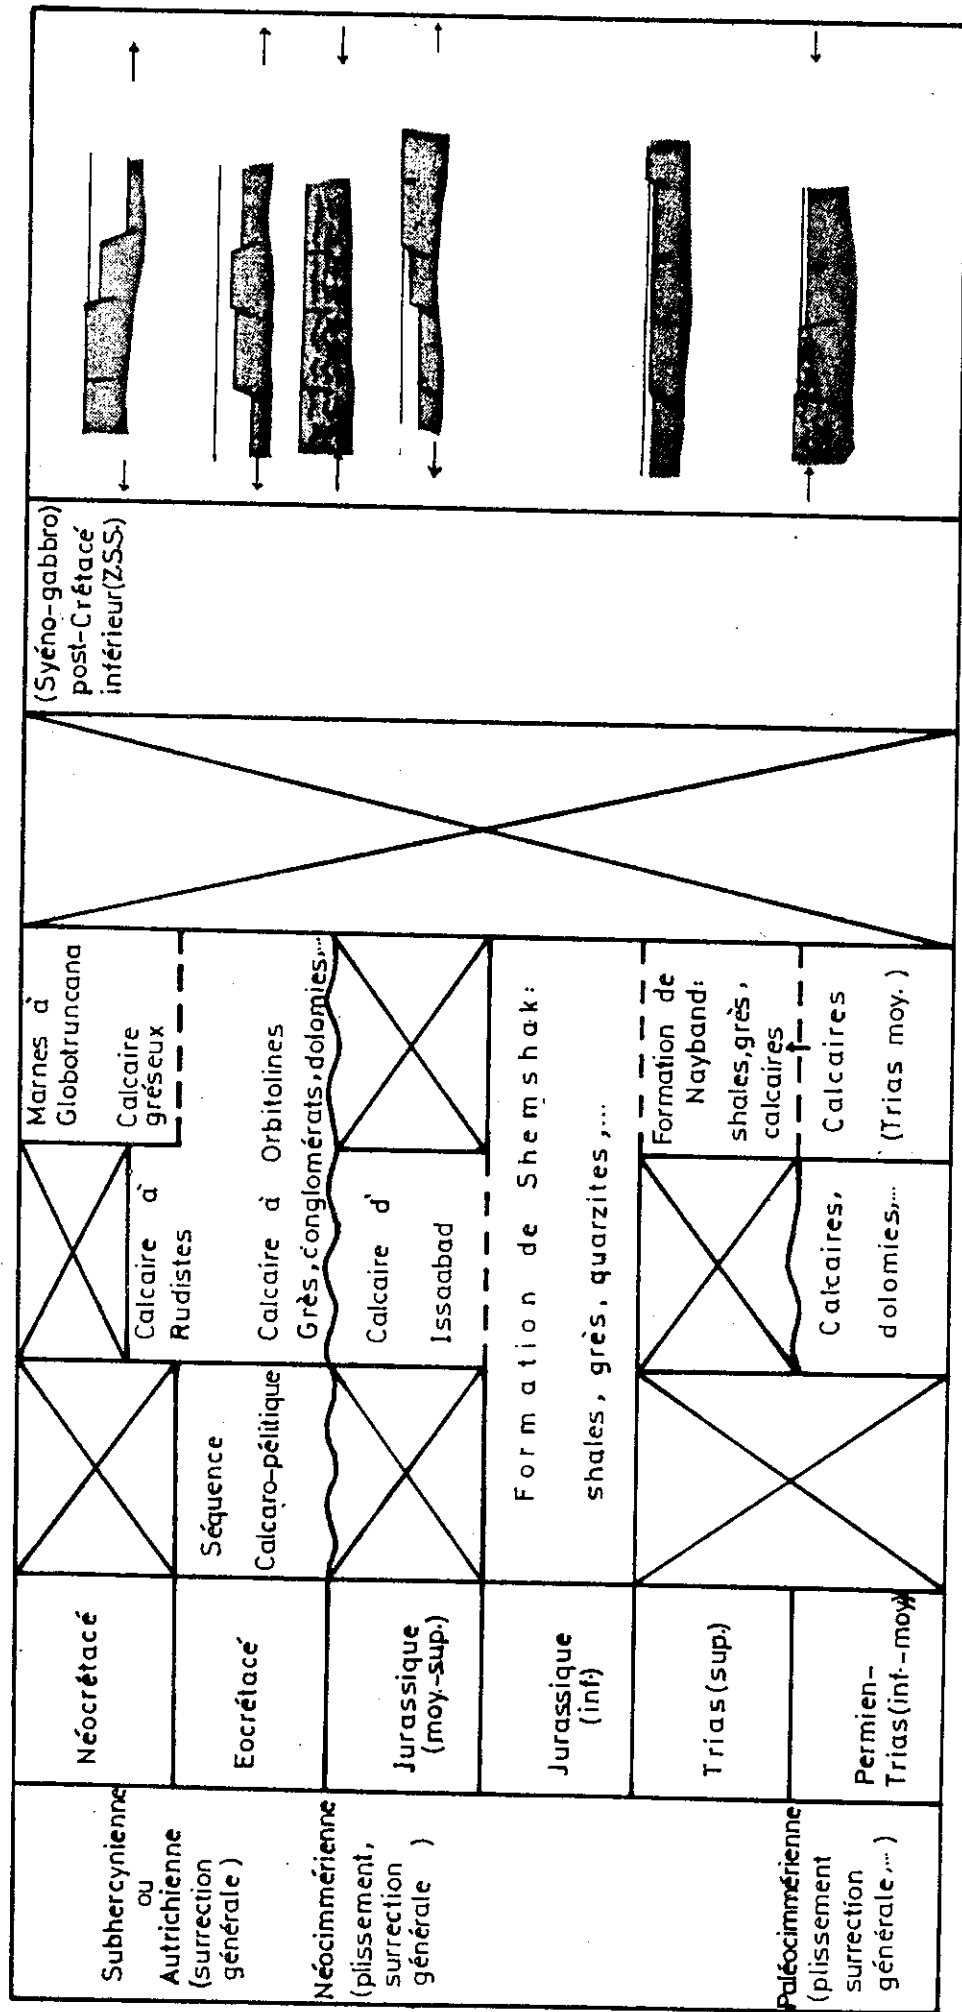 Subhercynienne
ou
Autrichienne
(surrection
générale)
Néocimmérienne
(plissement,
surrection
générale )
Paléocimmérienne
(plissement
surrection
générale,...)
Néocrétacé
Eocrétacé
Jurassique
(moy.-sup.)
Jurassique
(inf)
Trias(sup.)
Permien-
Trias(inf.-moy)
Séquence
Calcaro-pélitique
Calcaire à
Rudistes
Marnes à
Globotruncana
Calcaire
gréseux
Calcaire à Orbitolines
Grès,conglomérats,dolomies,...
Calcaire d'
Issaabad
Formation de Shemshak:
shales, grès, quarzites,...
Formation de
Nayband:
shales,grès,
calcaires
Calcaires,
dolomies,...
Calcaires
(Trias moy.)
(Syéno-gabbro)
post-Crétacé
inférieur(Z.S.S.)